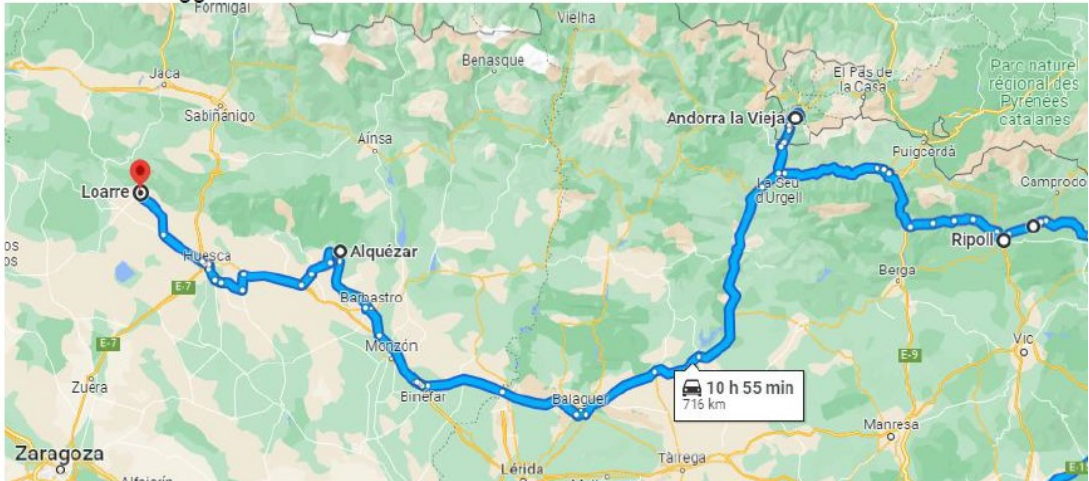 Formigal
Vielha
Benasque
El Pas de
la Casa
Parc naturel
régional des
Pyrénées
catalanes
Jaca
Sabiñánigo
Andorra la Vieja
Aínsa
Puigcerdà
Loarre
La Seu
d'Urgell
Camprodo
Ripoll
Huesca
Alquézar
Berga
E-7
Barbastro
E-7
Monzón
E-9
Vic
Zuera
Binéfar
Balaguer
10 h 55 min
716 km
Manresa
Zaragoza
Lérida
Tàrrega